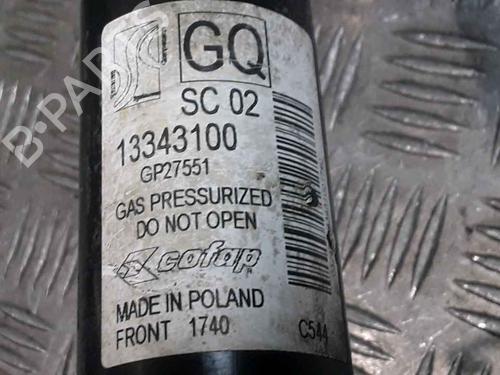 GQ
SC 02
13343100
GP27551
GAS PRESSURIZED
DO NOT OPEN
cofap
MADE IN POLAND
FRONT 1740
C544
B-PARTS